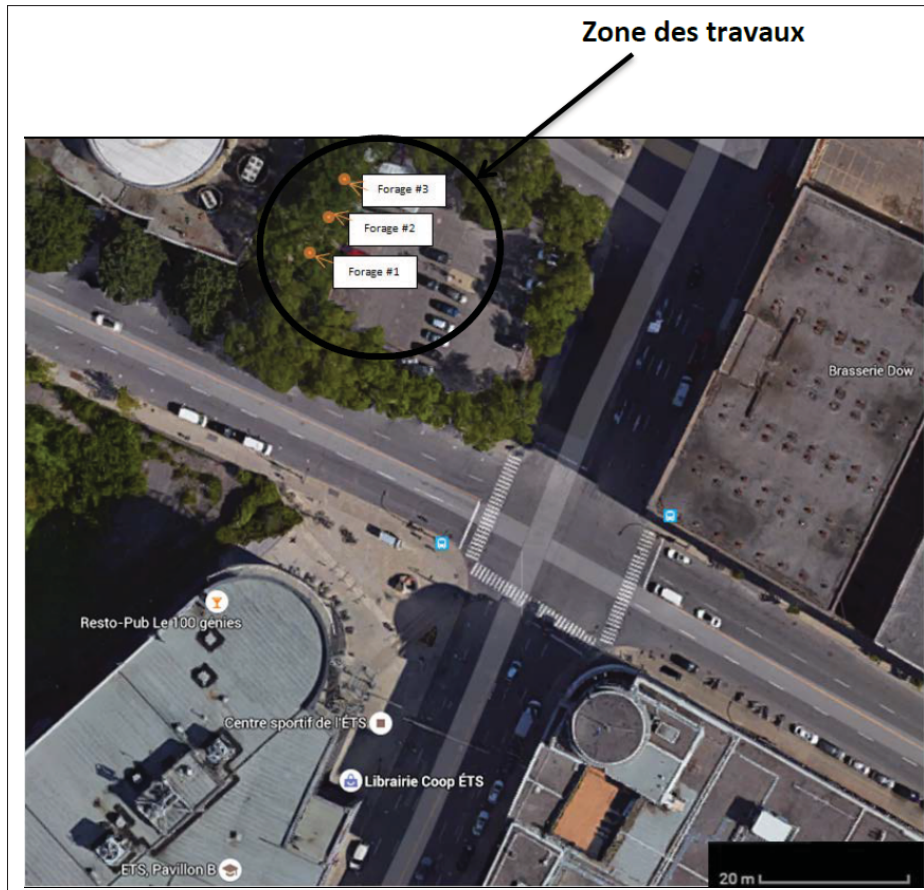 Zone des travaux
Forage #3
Forage #2
Forage #1
Brasserie Dow
Resto-Pub Le 100 génies
Centre sportif de l'ÉTS
Librairie Coop ÉTS
ÉTS, Pavillon B
20 m